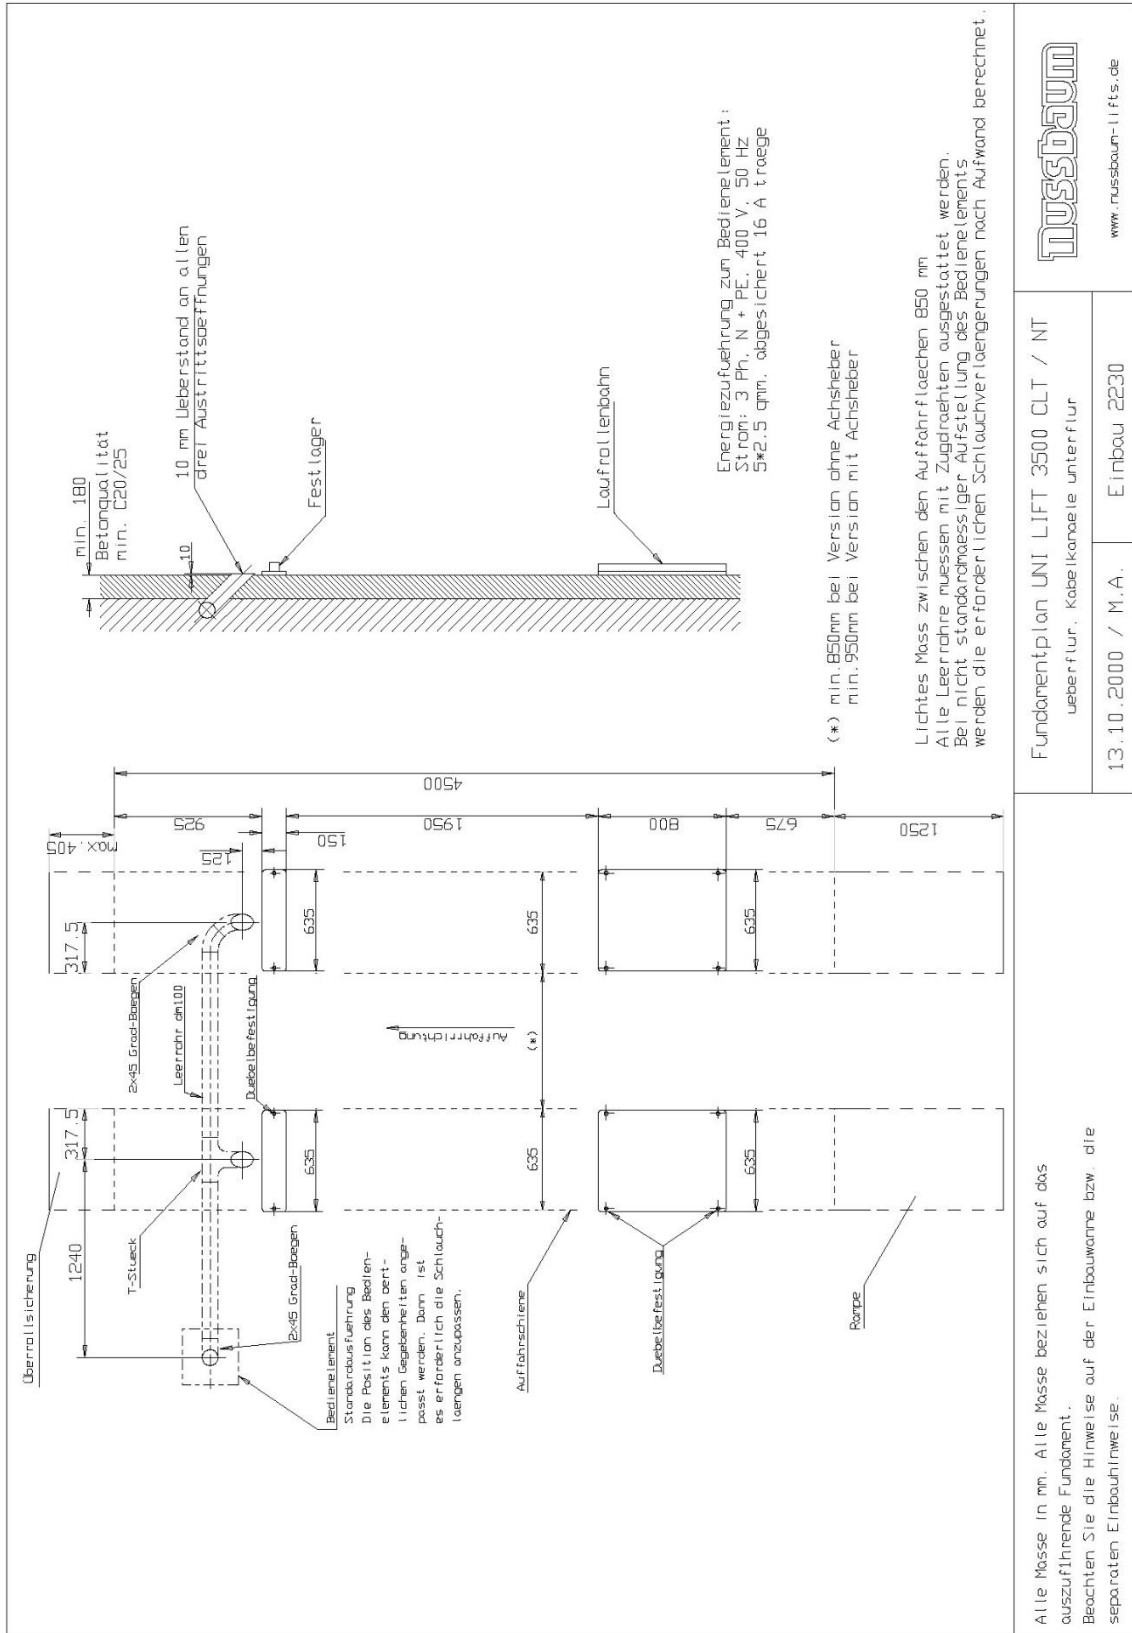 Überrollsicherung
1240
317.5
317.5
max.405
T-Stueck
2x45 Grad-Boegen
Leerrohr dm100
Duebelbefestigung
2x45 Grad-Boegen
Bedienelement
Standardausfuehrung
Die Position des Bedien-
elements kann den oert-
lichen Gegebenheiten ange-
passt werden. Dann ist
es erforderlich die Schlauch-
laengen anzupassen.
925
125
150
4500
635
635
1950
Auffahrrichtung
(*)
635
635
Auffahrschiene
800
Duebelbefestigung
635
635
675
1250
Rampe
min. 180
Betonqualität
min. C20/25
10
10 mm Ueberstand an allen
drei Austrittsoeffnungen
Festlager
Laufrollenbahn
Energiezufuehrung zum Bedienelement:
Strom: 3 Ph, N + PE, 400 V, 50 HZ
5*2.5 qmm, abgesichert 16 A traege
(*) min.850mm bei Version ohne Achsheber
min.950mm bei Version mit Achsheber
Lichtes Mass zwischen den Auffahrflaechen 850 mm
Alle Leerrohre muessen mit Zugdraehten ausgestattet werden.
Bei nicht standardmaessiger Aufstellung des Bedienelements
werden die erforderlichen Schlauchverlaengerungen nach Aufwand berechnet.
Alle Masse in mm. Alle Masse beziehen sich auf das
auszuf1hrende Fundament.
Beachten Sie die Hinweise auf der Einbauwanne bzw. die
separaten Einbauhinweise.
Fundamentplan UNI LIFT 3500 CLT / NT
ueberflur, Kabelkanaele unterflur
13.10.2000 / M.A.
Einbau 2230
nussbaum
www.nussbaum-lifts.de